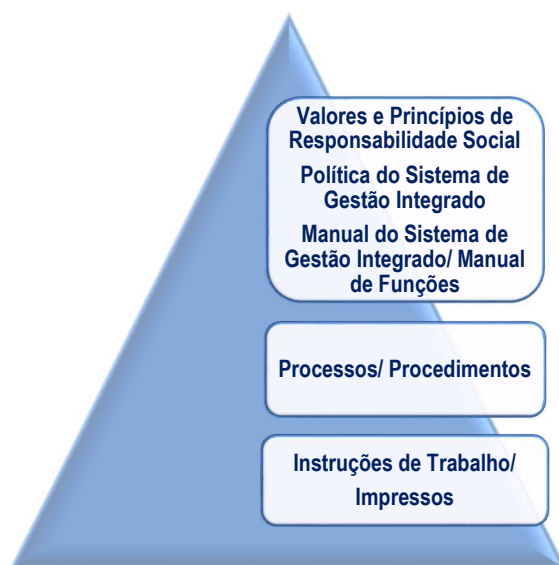 Valores e Princípios de
Responsabilidade Social
Política do Sistema de
Gestão Integrado
Manual do Sistema de
Gestão Integrado/ Manual
de Funções
Processos/ Procedimentos
Instruções de Trabalho/
Impressos